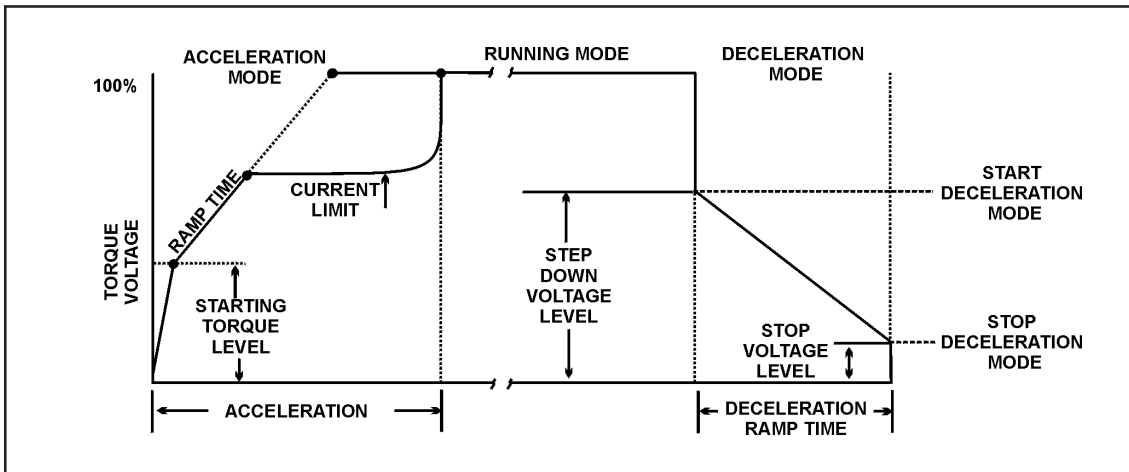 ACCELERATION
MODE
RUNNING MODE
DECELERATION
MODE
100%
TORQUE
VOLTAGE
RAMP TIME
CURRENT
LIMIT
STARTING
TORQUE
LEVEL
STEP
DOWN
VOLTAGE
LEVEL
START
DECELERATION
MODE
STOP
VOLTAGE
LEVEL
STOP
DECELERATION
MODE
ACCELERATION
DECELERATION
RAMP TIME